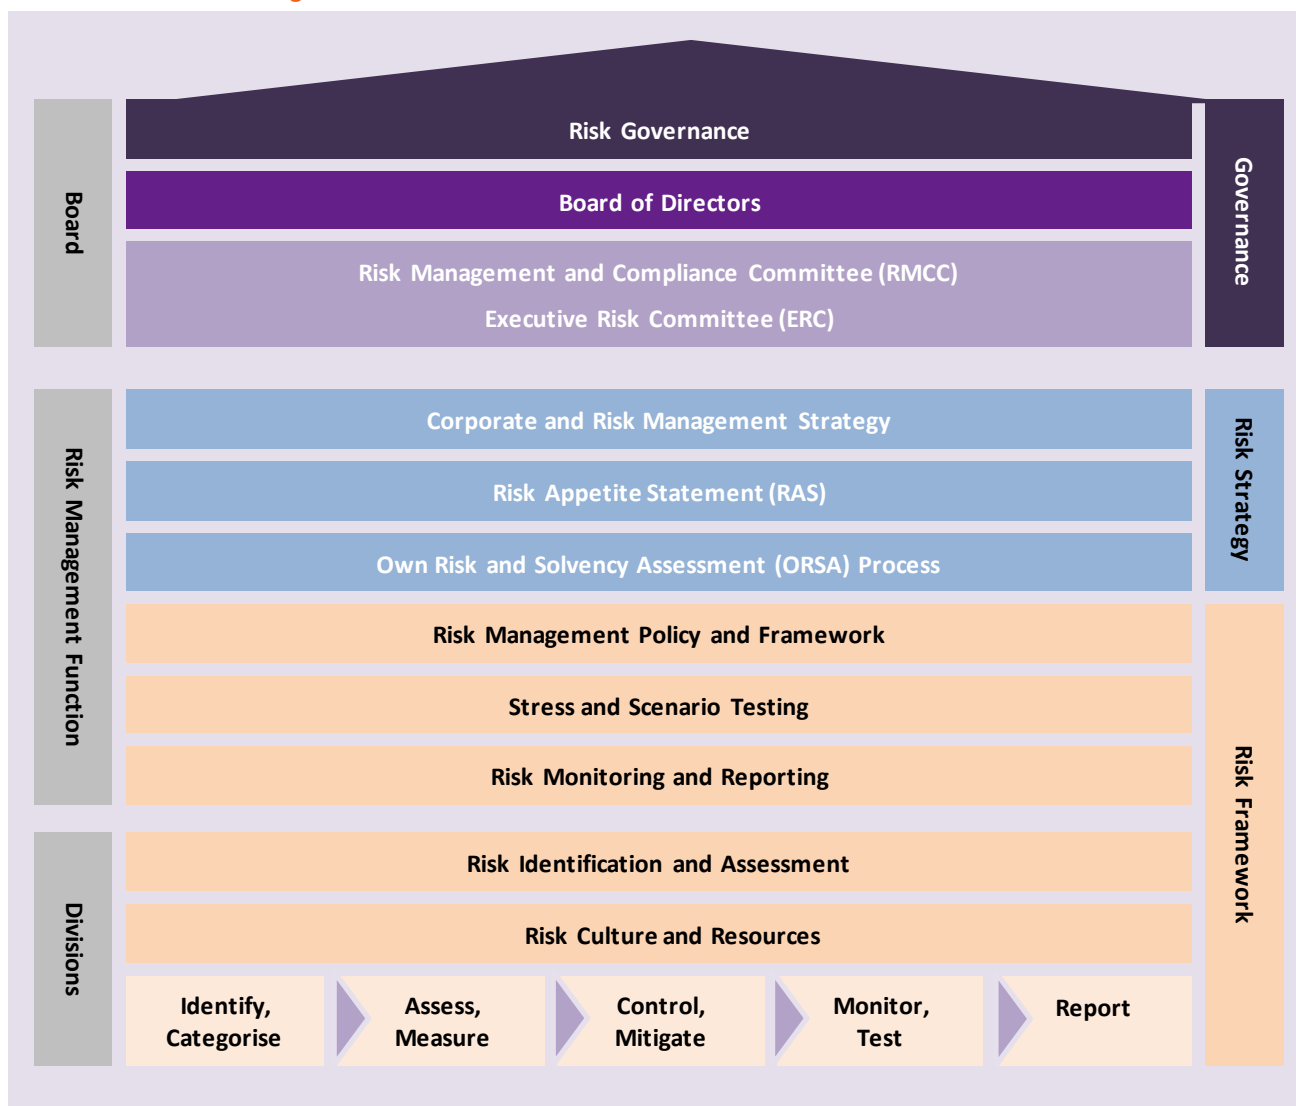 Risk Governance
Board of Directors
Risk Management and Compliance Committee (RMCC)
Executive Risk Committee (ERC)
Board
Governance
Corporate and Risk Management Strategy
Risk Appetite Statement (RAS)
Own Risk and Solvency Assessment (ORSA) Process
Risk Strategy
Risk Management Policy and Framework
Stress and Scenario Testing
Risk Monitoring and Reporting
Risk Management Function
Risk Identification and Assessment
Risk Culture and Resources
Risk Framework
Divisions
Identify,
Categorise
Assess,
Measure
Control,
Mitigate
Monitor,
Test
Report